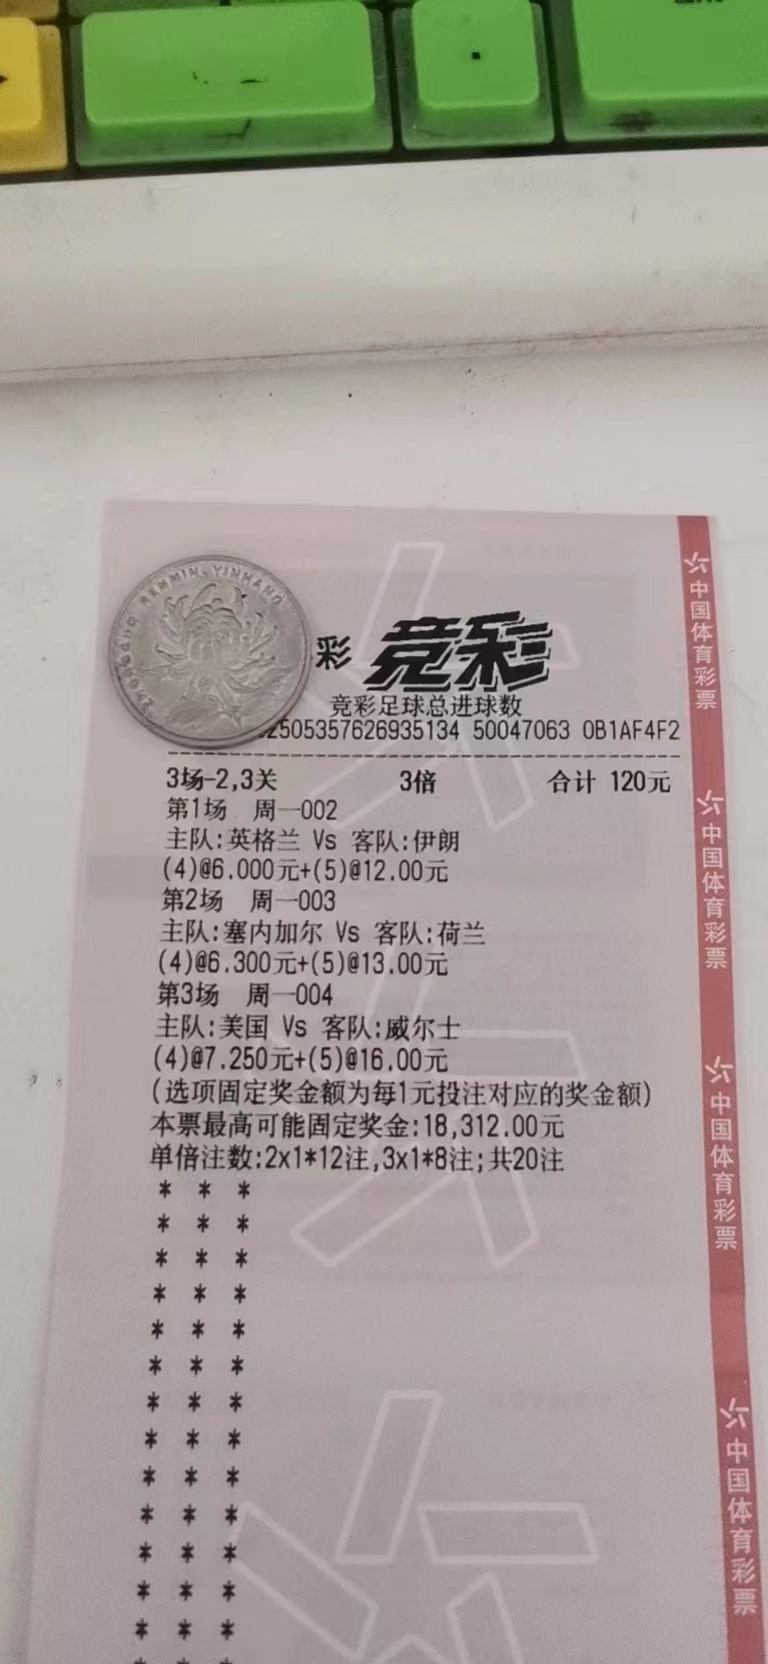 ZHONGGUO RENMIN YINHANG
彩 竞彩
竞彩足球总进球数
2505357626935134 50047063 0B1AF4F2
3场-2,3关 3倍 合计 120元
第1场 周一002
主队:英格兰 Vs 客队:伊朗
(4)@6.000元+(5)@12.00元
第2场 周一003
主队:塞内加尔 Vs 客队:荷兰
(4)@6.300元+(5)@13.00元
第3场 周一004
主队:美国 Vs 客队:威尔士
(4)@7.250元+(5)@16.00元
(选项固定奖金额为每1元投注对应的奖金额)
本票最高可能固定奖金:18,312.00元
单倍注数:2x1*12注,3x1*8注;共20注
* * *
* * *
* * *
* * *
* * *
* * *
* * *
* * *
* * *
* * *
* * *
* * *
* * *
* * *
中国体育彩票
中国体育彩票
中国体育彩票
中国体育彩票